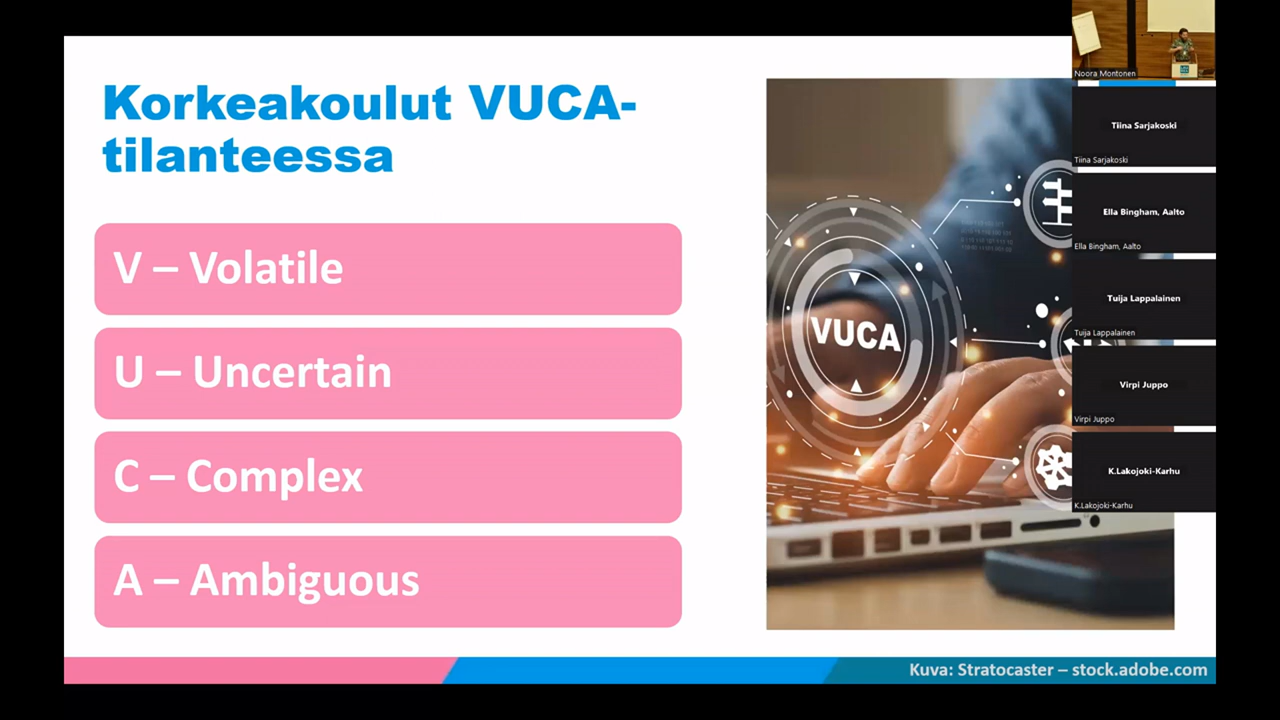 Korkeakoulut VUCA-
tilanteessa
V – Volatile
U – Uncertain
C – Complex
A – Ambiguous
VUCA
Kuva: Stratocaster – stock.adobe.com
Noora Montonen
Tiina Sarjakoski
Tiina Sarjakoski
Ella Bingham, Aalto
Ella Bingham, Aalto
Tuija Lappalainen
Tuija Lappalainen
Virpi Juppo
Virpi Juppo
K.Lakojoki-Karhu
K.Lakojoki-Karhu